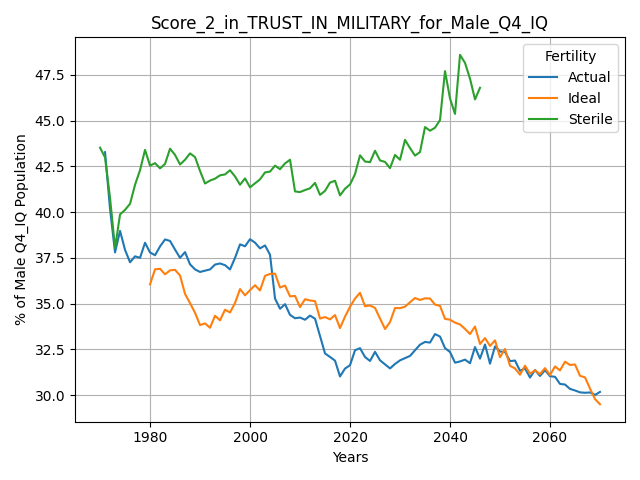 Score_2_in_TRUST_IN_MILITARY_for_Male_Q4_IQ
% of Male Q4_IQ Population
47.5
45.0
42.5
40.0
37.5
35.0
32.5
30.0
Fertility
Actual
Ideal
Sterile
1980
2000
2020
2040
2060
Years